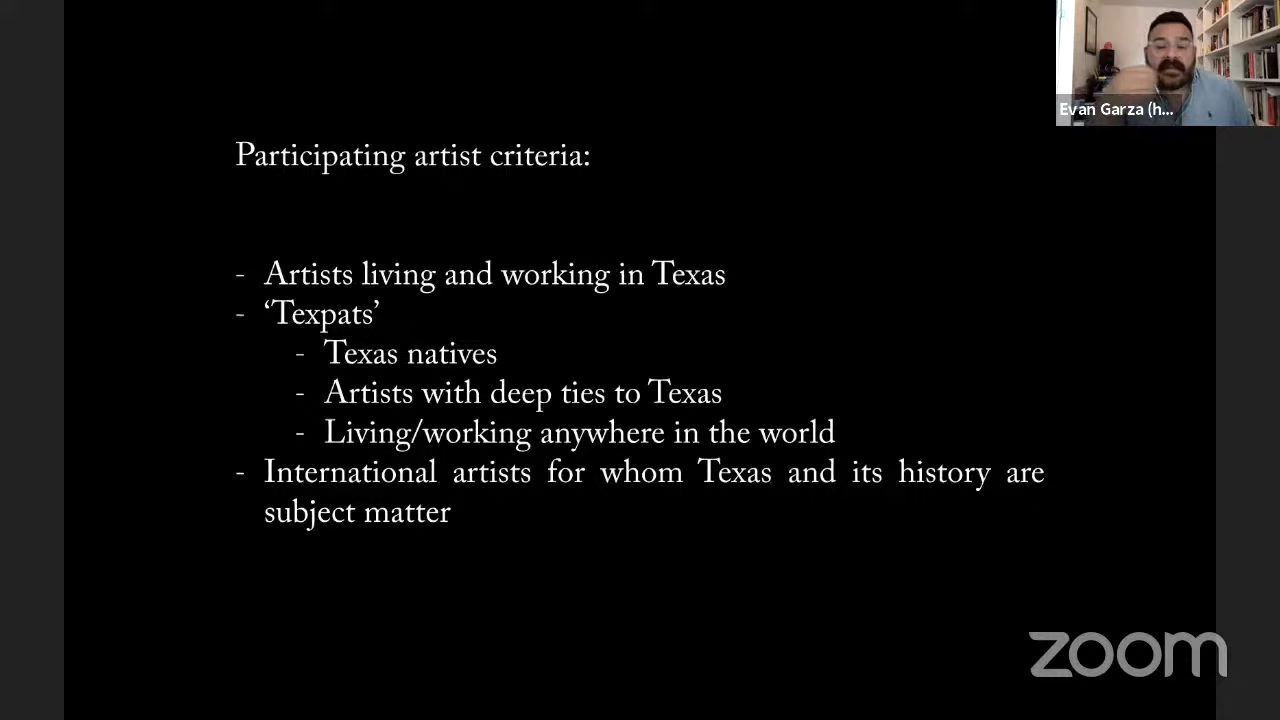 Evan Garza (h...
Participating artist criteria:
- Artists living and working in Texas
- ‘Texpats’
- Texas natives
- Artists with deep ties to Texas
- Living/working anywhere in the world
- International artists for whom Texas and its history are
subject matter
zoom